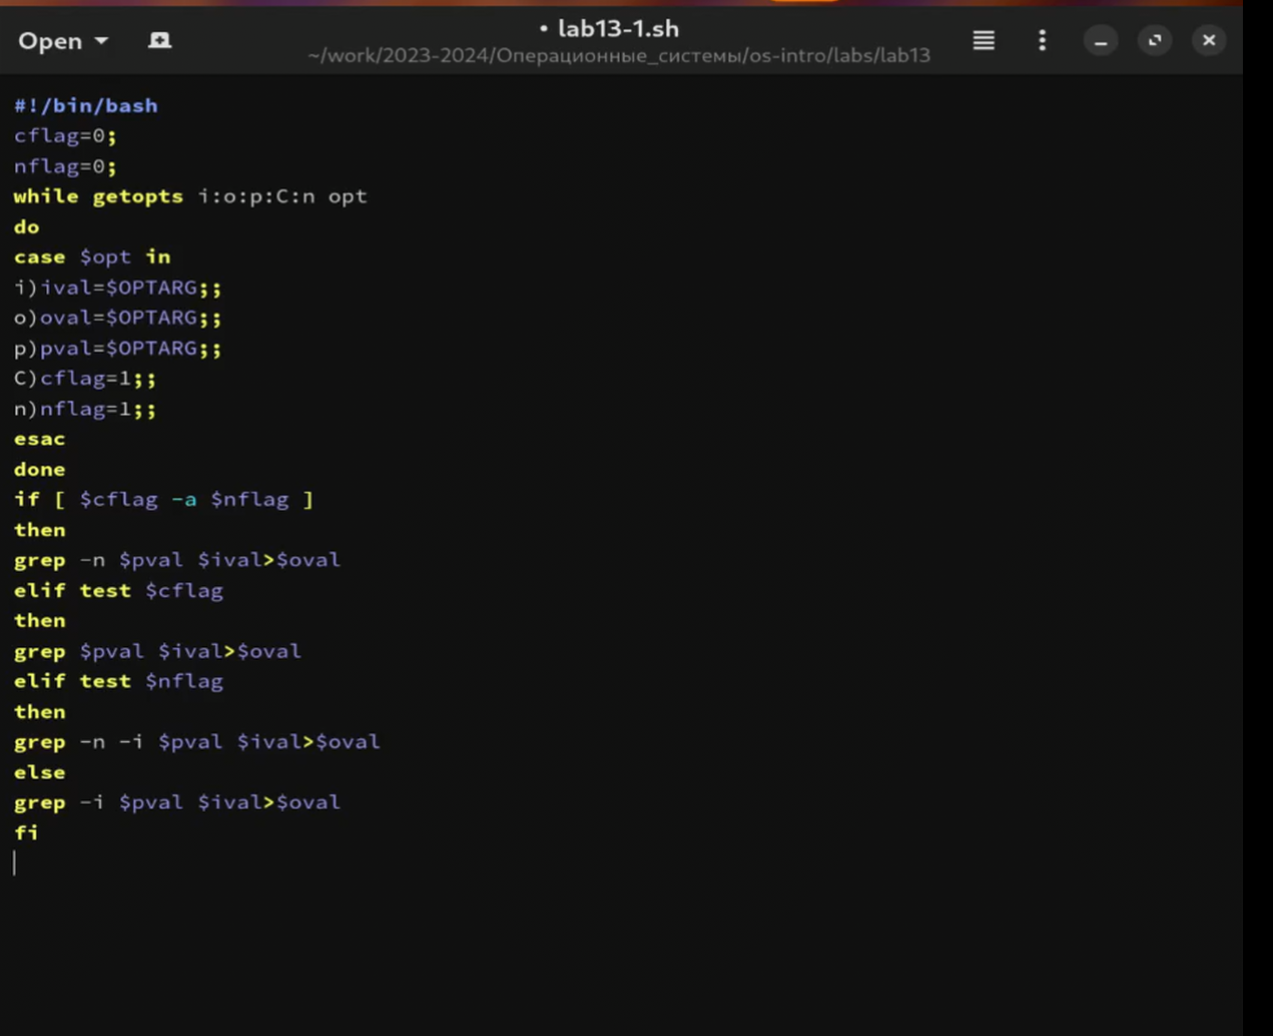 Open
• lab13-1.sh
~/work/2023-2024/Операционные_системы/os-intro/labs/lab13
#!/bin/bash
cflag=0;
nflag=0;
while getopts i:o:p:C:n opt
do
case $opt in
i)ival=$OPTARG;;
o)oval=$OPTARG;;
p)pval=$OPTARG;;
C)cflag=1;;
n)nflag=1;;
esac
done
if [ $cflag -a $nflag ]
then
grep -n $pval $ival>$oval
elif test $cflag
then
grep $pval $ival>$oval
elif test $nflag
then
grep -n -i $pval $ival>$oval
else
grep -i $pval $ival>$oval
fi